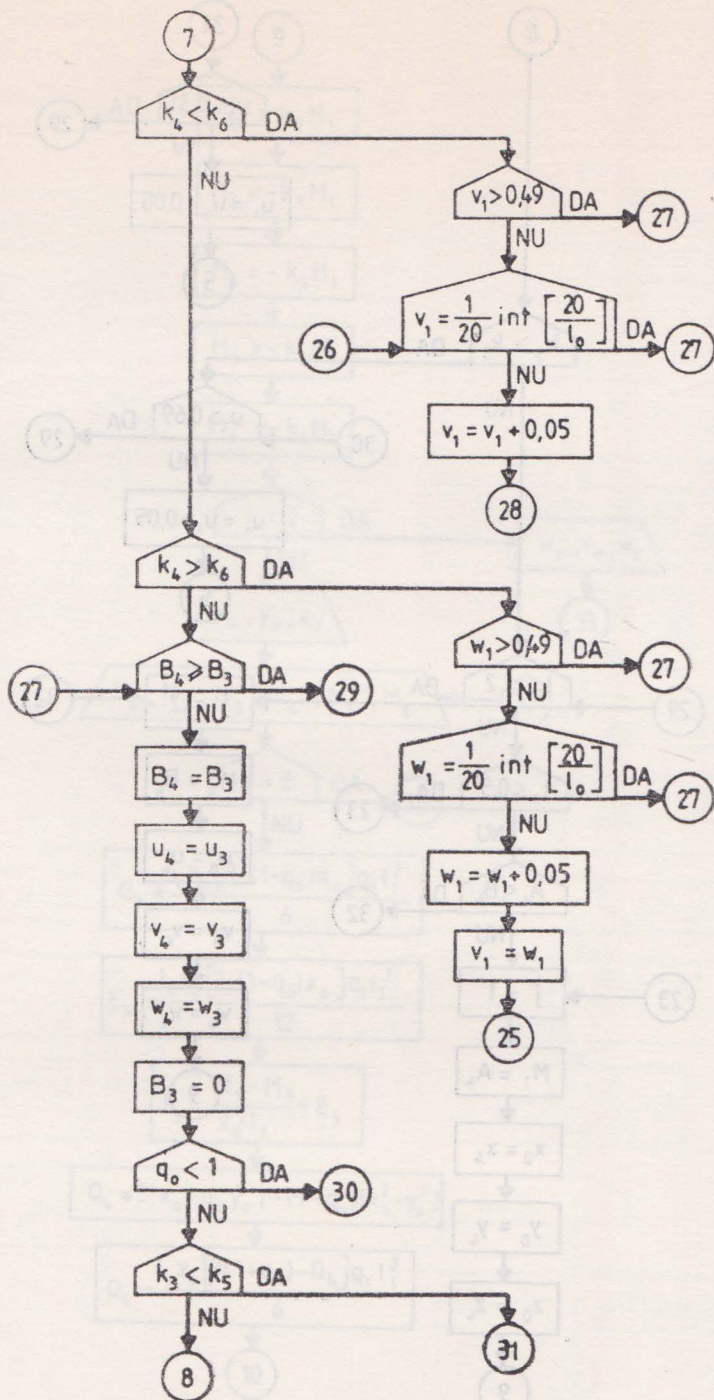 7
k₄ < k₆ DA
NU
v₁ > 0,49 DA 27
NU
26 v₁ = 1/20 int [20/l₀] DA 27
NU
v₁ = v₁ + 0,05
28
k₄ > k₆ DA
NU
w₁ > 0,49 DA 27
NU
27 B₄ ⩾ B₃ DA 29
NU
w₁ = 1/20 int [20/l₀] DA 27
NU
B₄ = B₃
u₄ = u₃
w₁ = w₁ + 0,05
v₄ = v₃
v₁ = w₁
w₄ = w₃
25
B₃ = 0
q₀ < 1 DA 30
NU
k₃ < k₅ DA
NU
8
31